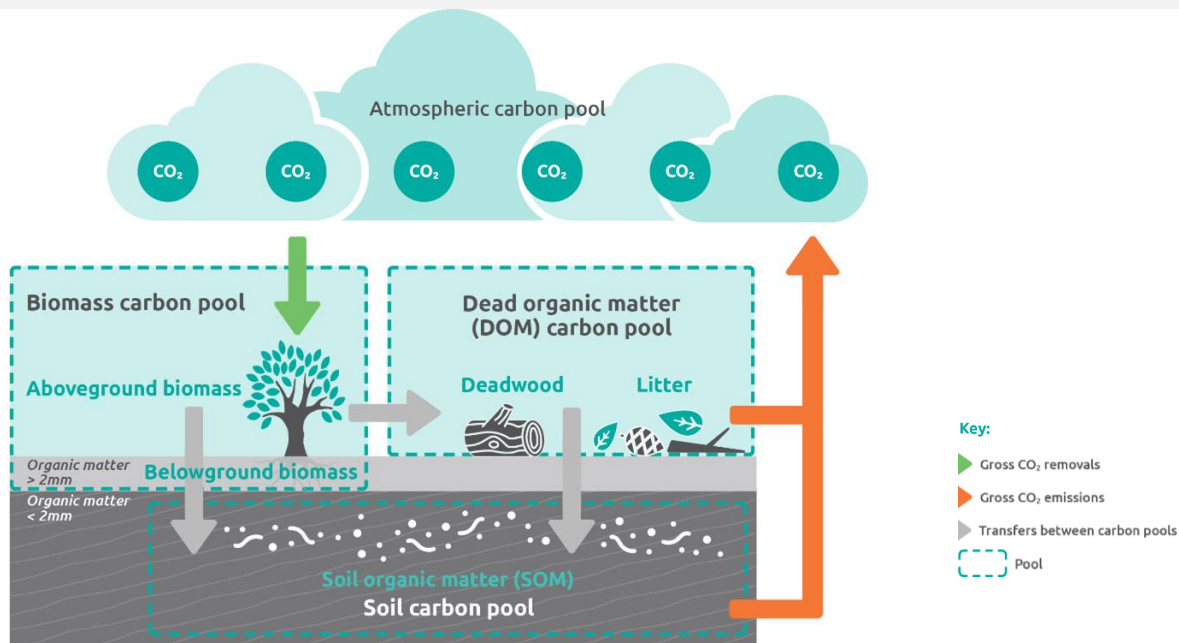 Atmospheric carbon pool
CO₂
CO₂
CO₂
CO₂
CO₂
CO₂
Biomass carbon pool
Aboveground biomass
Organic matter
> 2mm
Belowground biomass
Organic matter
< 2mm
Dead organic matter
(DOM) carbon pool
Deadwood
Litter
Soil organic matter (SOM)
Soil carbon pool
Key:
Gross CO₂ removals
Gross CO₂ emissions
Transfers between carbon pools
Pool